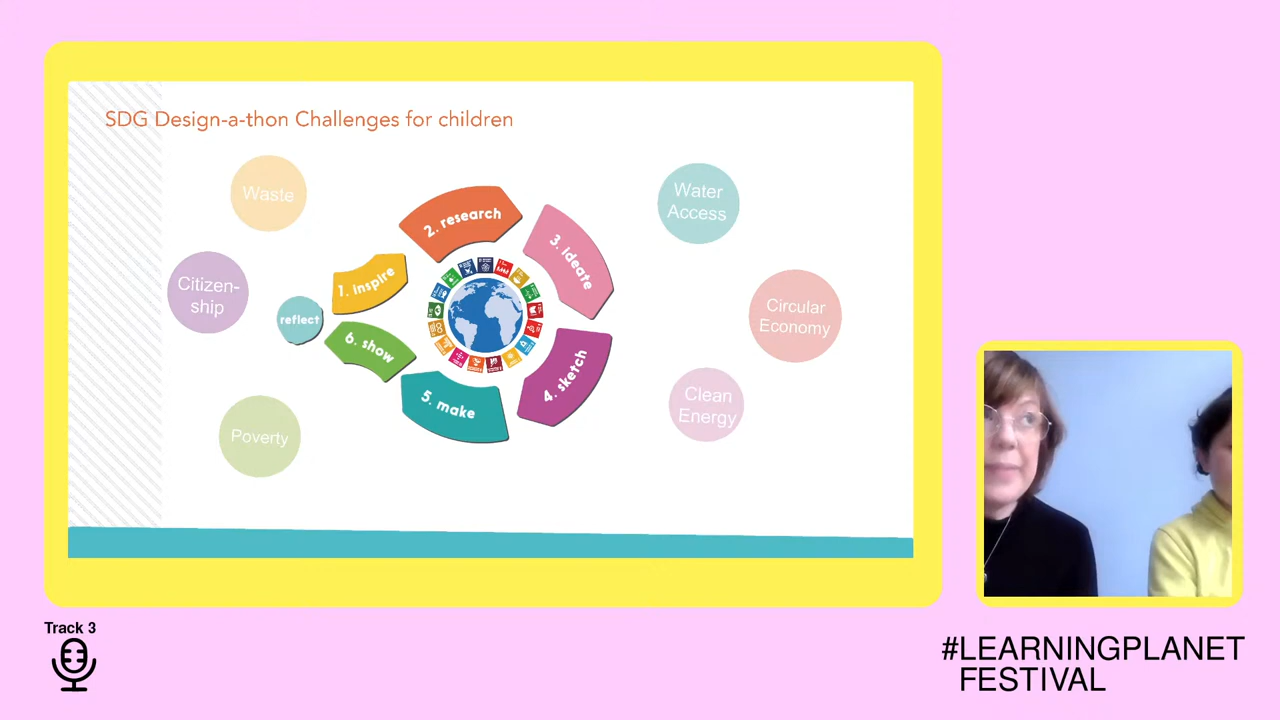 SDG Design-a-thon Challenges for children
Waste
Citizen-
ship
Poverty
1. inspire
2. research
3. ideate
4. sketch
5. make
6. show
reflect
Water
Access
Circular
Economy
Clean
Energy
Track 3
#LEARNINGPLANET
FESTIVAL